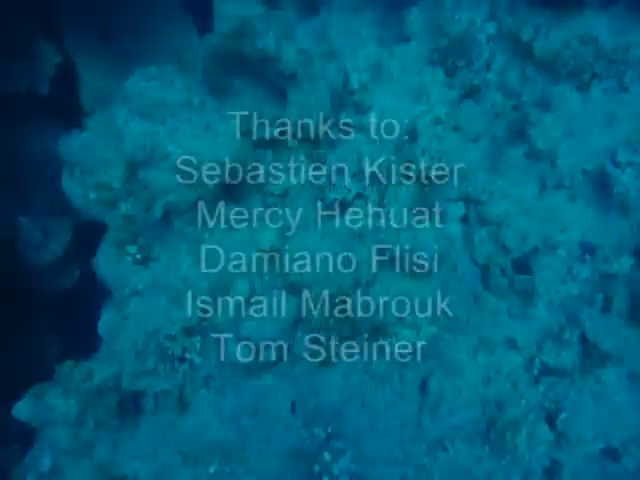 Thanks to:
Sebastien Kister
Mercy Hehuat
Damiano Flisi
Ismail Mabrouk
Tom Steiner